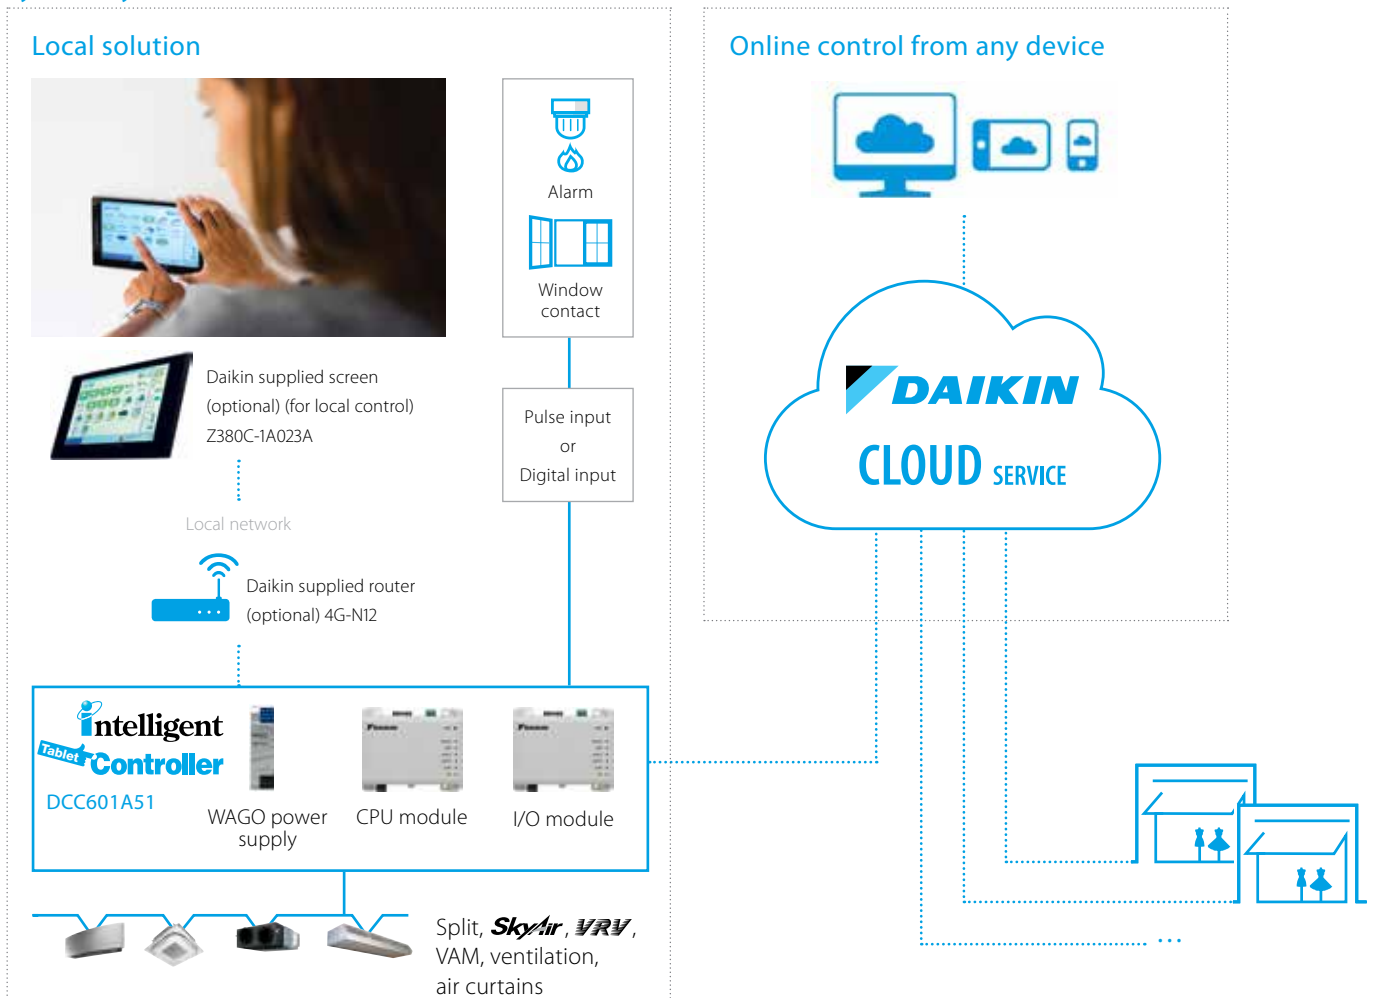 Local solution
Alarm
Window
contact
Daikin supplied screen
(optional) (for local control)
Z380C-1A023A
Pulse input
or
Digital input
Local network
Daikin supplied router
(optional) 4G-N12
intelligent
Tablet Controller
DCC601A51
WAGO power
supply
CPU module
I/O module
Split, SkyAir, VRV,
VAM, ventilation,
air curtains
Online control from any device
DAIKIN
CLOUD SERVICE
...